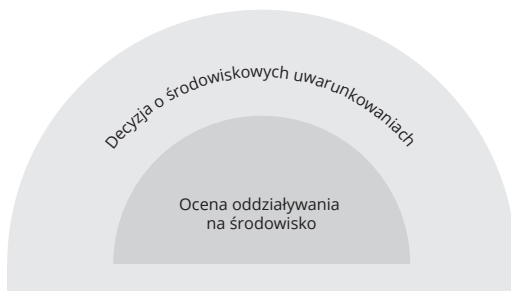 Decyzja o środowiskowych uwarunkowaniach
Ocena oddziaływania
na środowisko